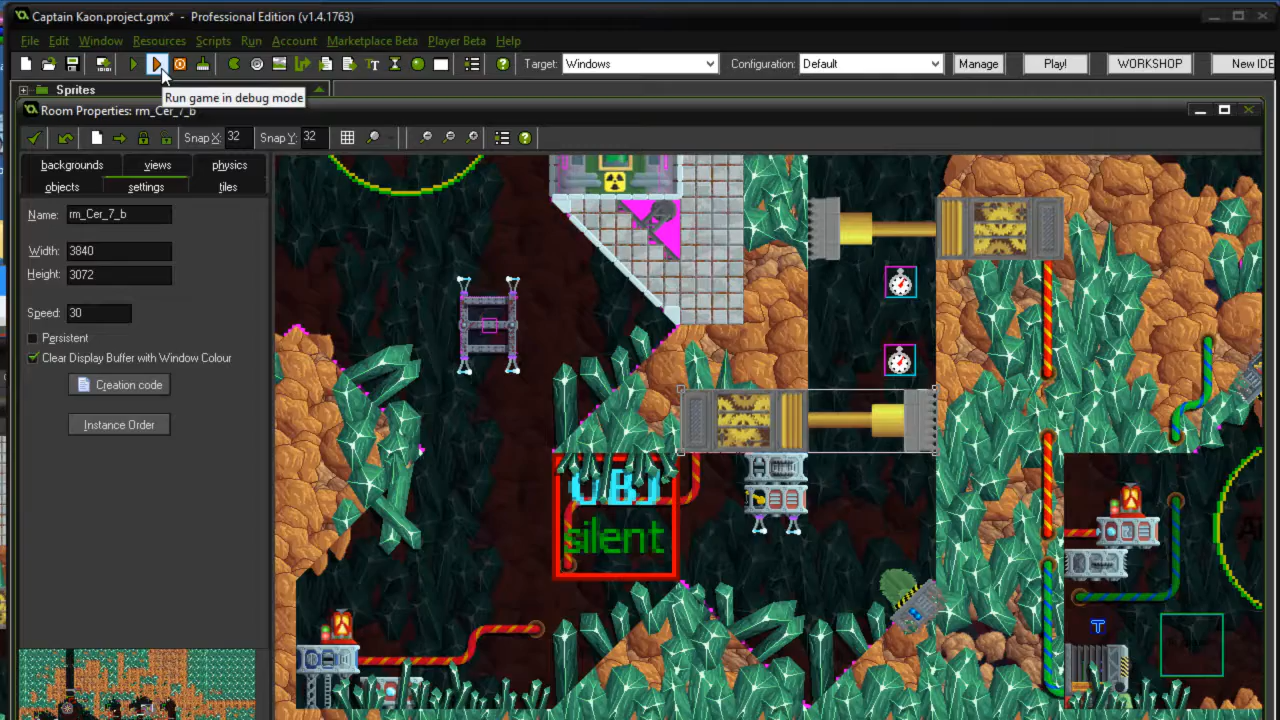 Captain Kaon.project.gmx* - Professional Edition (v1.4.1763)
File Edit Window Resources Scripts Run Account Marketplace Beta Player Beta Help
Target: Windows Configuration: Default Manage Play! WORKSHOP New IDE
Sprites
Run game in debug mode
Room Properties: rm_Cer_7_b
Snap X: 32 Snap Y: 32
backgrounds views physics
objects settings tiles
Name: rm_Cer_7_b
Width: 3840
Height: 3072
Speed: 30
Persistent
Clear Display Buffer with Window Colour
Creation code
Instance Order
OBJ
silent
T